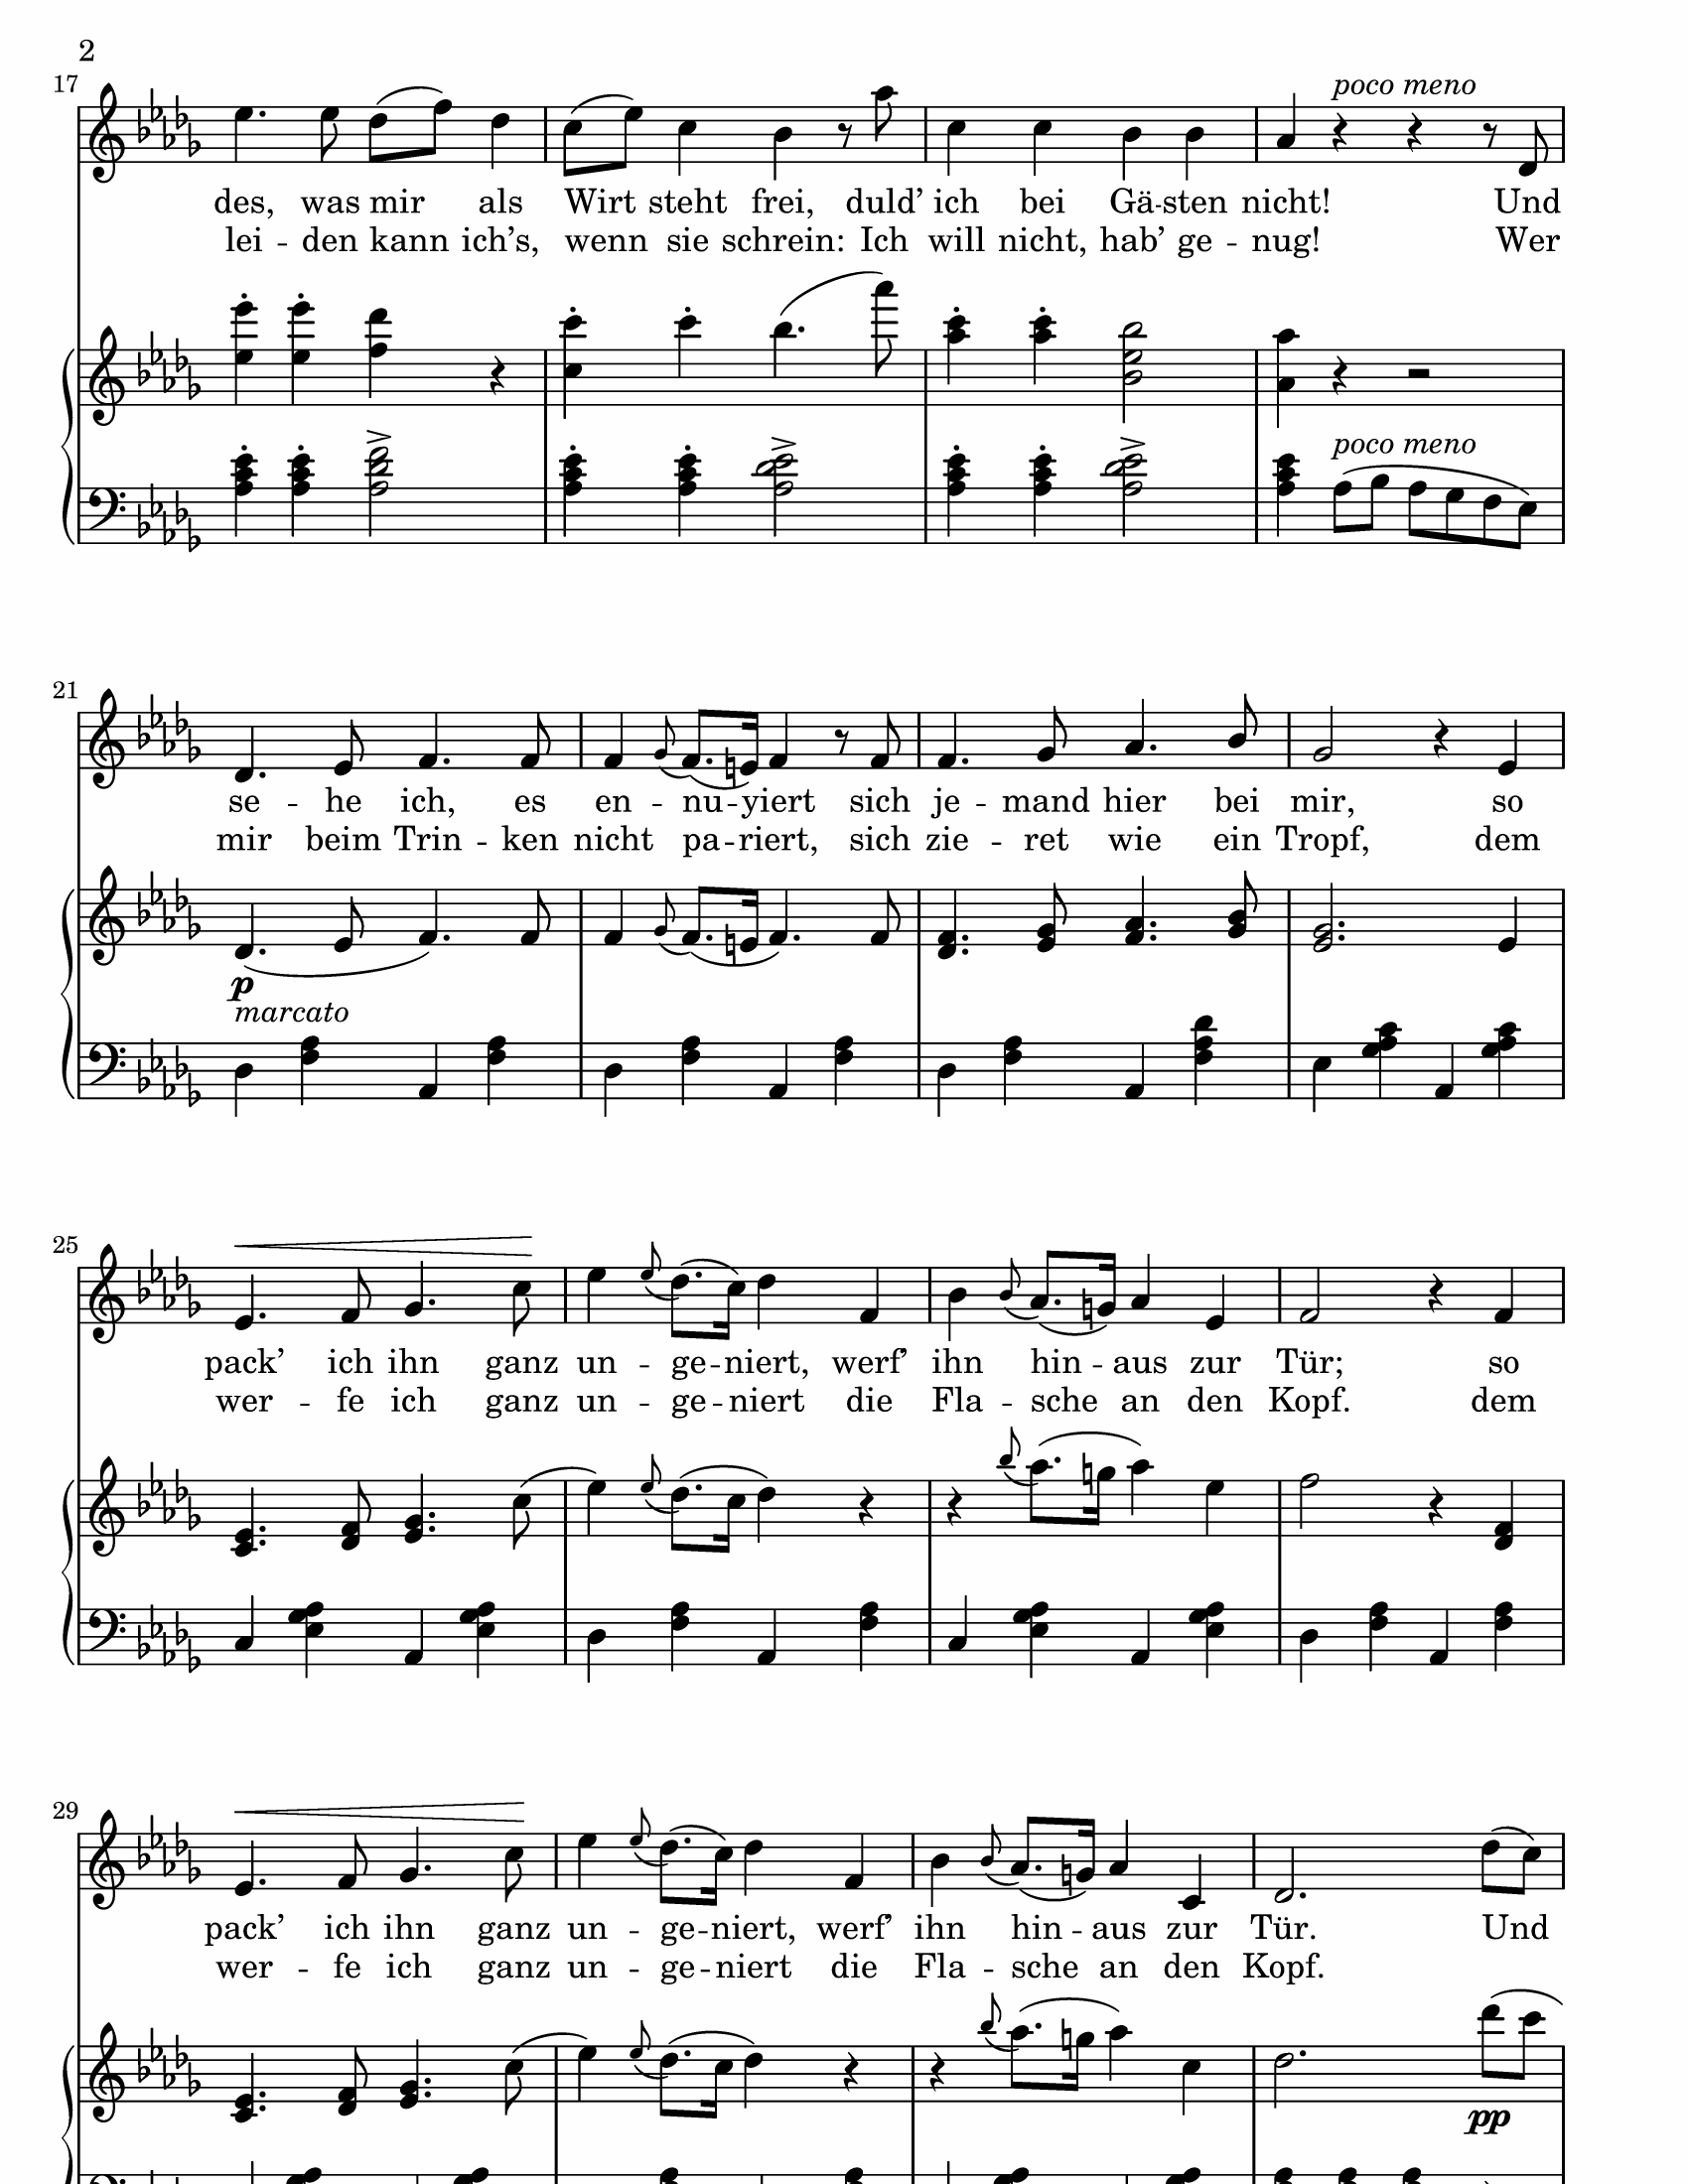 2
17
poco meno
des, was mir als Wirt steht frei, duld’ ich bei Gä -- sten nicht! Und
lei -- den kann ich’s, wenn sie schrein: Ich will nicht, hab’ ge -- nug! Wer
poco meno
21
se -- he ich, es en -- nu -- yiert sich je -- mand hier bei mir, so
mir beim Trin -- ken nicht pa -- riert, sich zie -- ret wie ein Tropf, dem
p
marcato
25
pack’ ich ihn ganz un -- ge -- niert, werf’ ihn hin -- aus zur Tür; so
wer -- fe ich ganz un -- ge -- niert die Fla -- sche an den Kopf. dem
29
pack’ ich ihn ganz un -- ge -- niert, werf’ ihn hin -- aus zur Tür. Und
wer -- fe ich ganz un -- ge -- niert die Fla -- sche an den Kopf.
pp